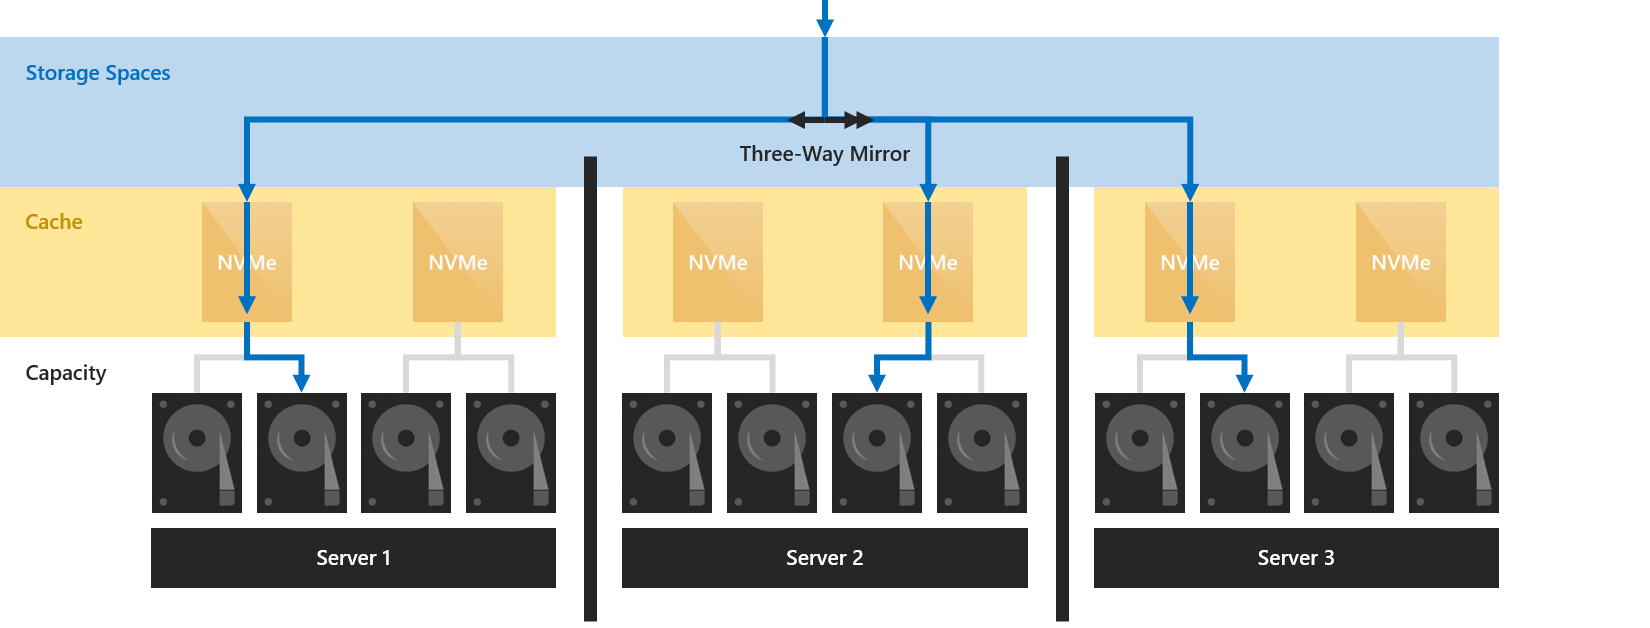 Storage Spaces
Three-Way Mirror
Cache
NVMe
NVMe
NVMe
NVMe
NVMe
NVMe
Capacity
Server 1
Server 2
Server 3